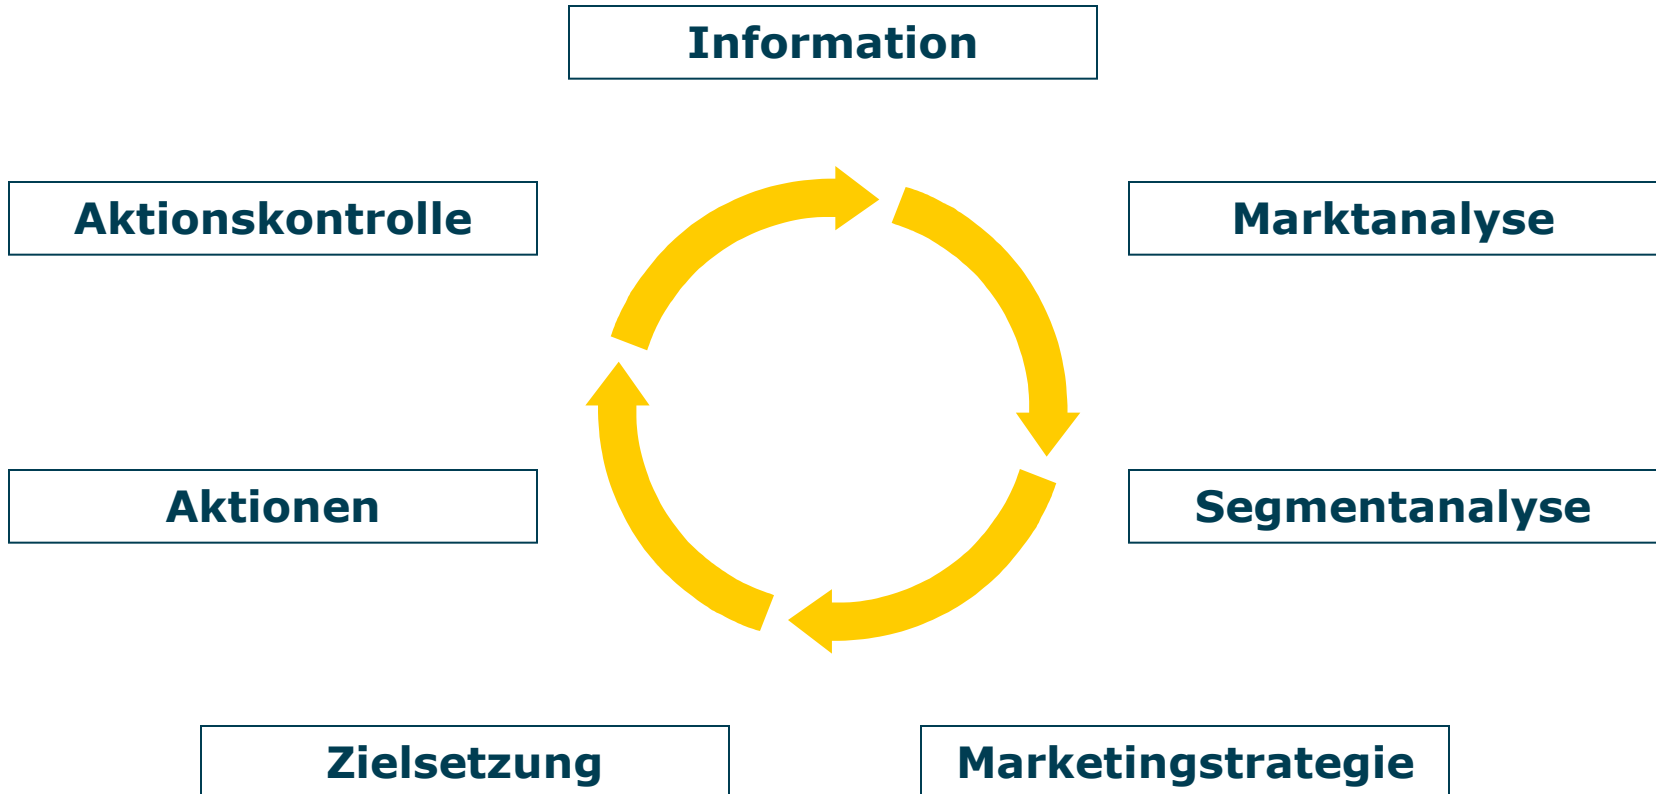 Information
Aktionskontrolle
Marktanalyse
Aktionen
Segmentanalyse
Zielsetzung
Marketingstrategie